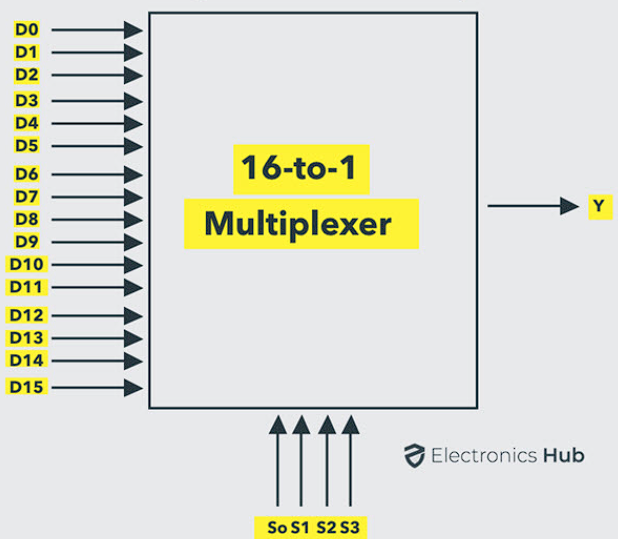 D0
D1
D2
D3
D4
D5
D6
D7
D8
D9
D10
D11
D12
D13
D14
D15
16-to-1
Multiplexer
Y
Electronics Hub
So S1 S2 S3